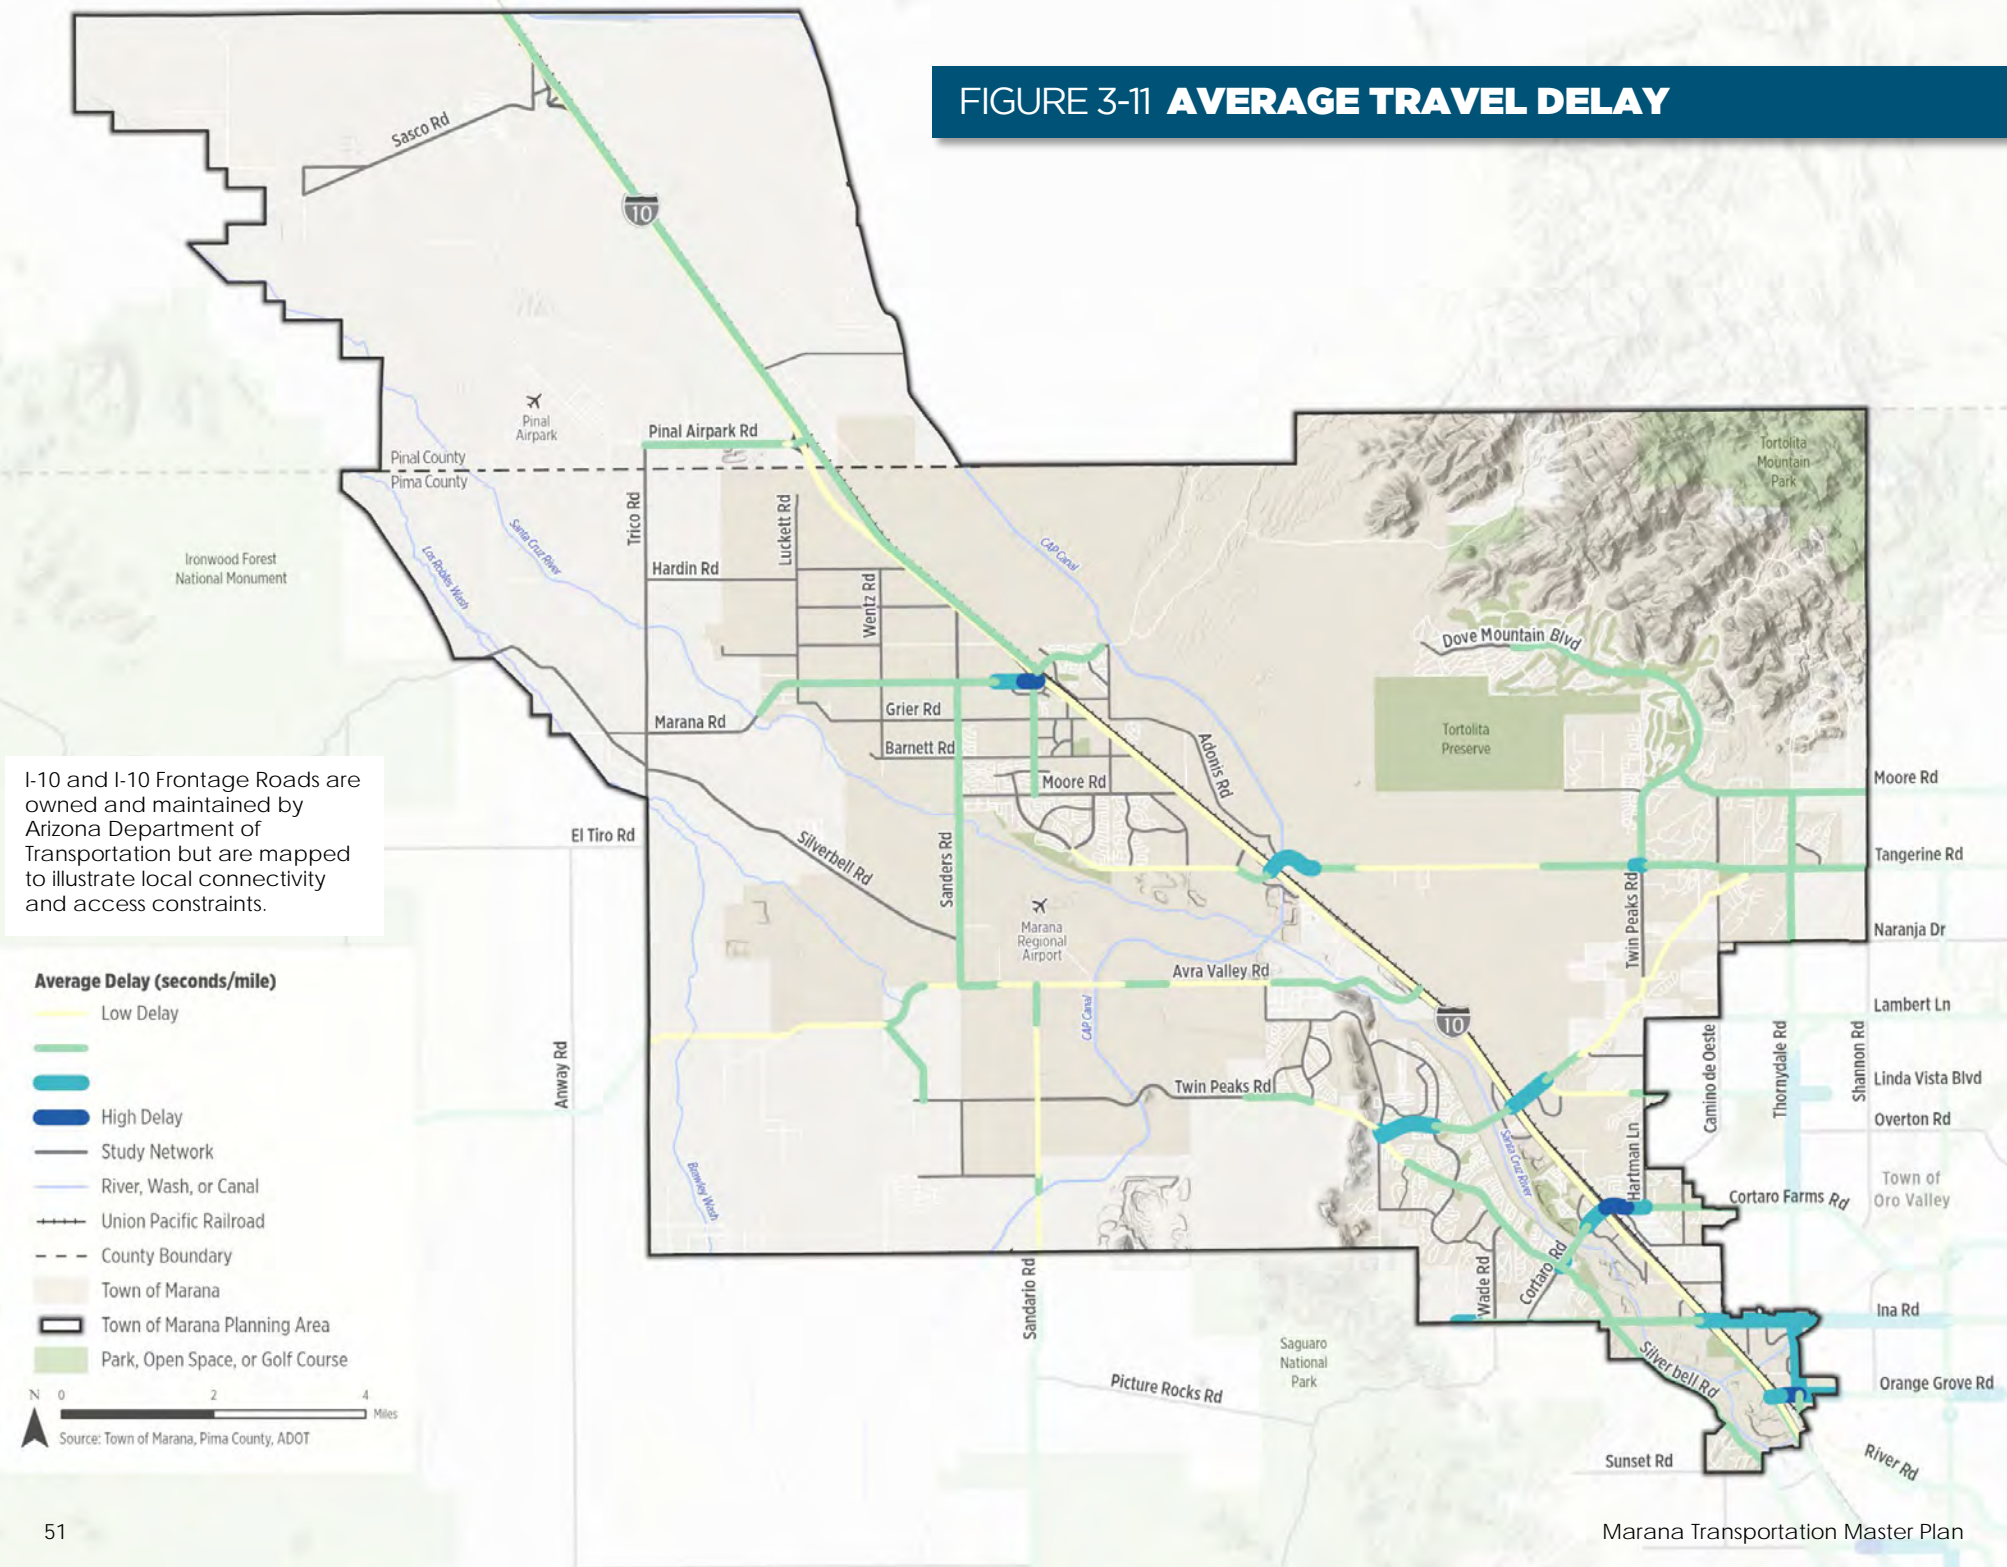 FIGURE 3-11 AVERAGE TRAVEL DELAY
Sasco Rd
10
Pinal
Airpark
Pinal Airpark Rd
Pinal County
Pima County
Tortolita
Mountain
Park
Trico Rd
Luckett Rd
Santa Cruz River
Los Robles Wash
CAP Canal
Ironwood Forest
National Monument
Hardin Rd
Wentz Rd
Dove Mountain Blvd
Marana Rd
Grier Rd
Barnett Rd
Adonis Rd
Tortolita
Preserve
Moore Rd
Moore Rd
I-10 and I-10 Frontage Roads are
owned and maintained by
Arizona Department of
Transportation but are mapped
to illustrate local connectivity
and access constraints.
El Tiro Rd
Silverbell Rd
Sanders Rd
Tangerine Rd
Twin Peaks Rd
Marana
Regional
Airport
Naranja Dr
Avra Valley Rd
CAP Canal
10
Lambert Ln
Anway Rd
Camino de Oeste
Thornydale Rd
Shannon Rd
Twin Peaks Rd
Linda Vista Blvd
Overton Rd
Hartman Ln
Santa Cruz River
Brawley Wash
Town of
Oro Valley
Cortaro Farms Rd
Wade Rd
Cortaro Rd
Sandario Rd
Ina Rd
Saguaro
National
Park
Silverbell Rd
Picture Rocks Rd
Orange Grove Rd
Sunset Rd
River Rd
Average Delay (seconds/mile)
Low Delay
High Delay
Study Network
River, Wash, or Canal
Union Pacific Railroad
County Boundary
Town of Marana
Town of Marana Planning Area
Park, Open Space, or Golf Course
N 0 2 4
Miles
Source: Town of Marana, Pima County, ADOT
51
Marana Transportation Master Plan